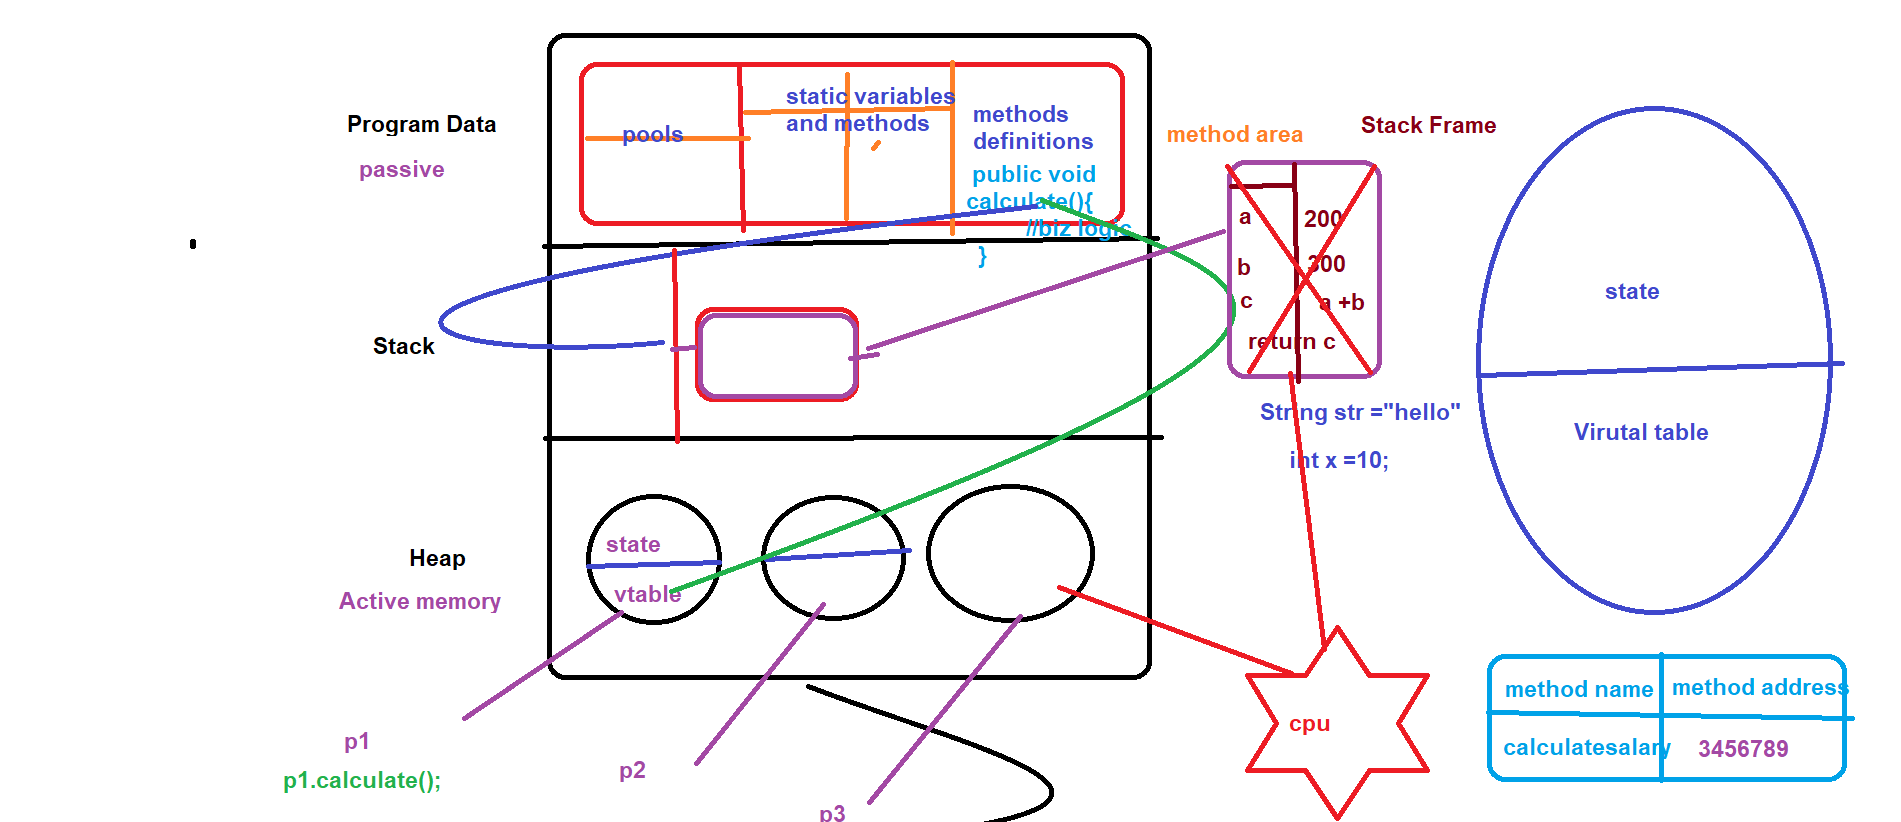 Program Data
passive
pools
static variables
and methods
methods
definitions
public void
calculate(){
//biz logic
}
method area
Stack Frame
a
200
b
300
c
a +b
return c
String str ="hello"
int x =10;
Stack
Heap
Active memory
state
vtable
p1
p1.calculate();
p2
p3
cpu
state
Virutal table
method name
method address
calculatesalary
3456789